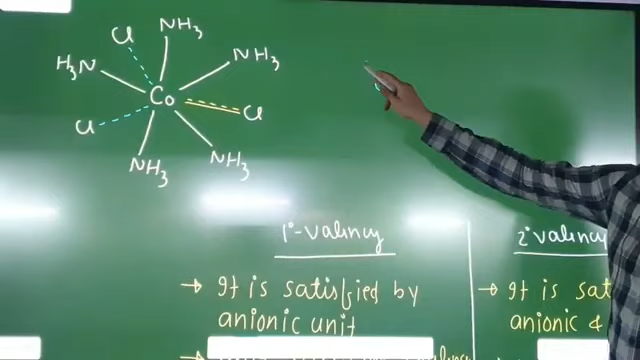 Cl NH3
H3N NH3
Co
Cl Cl
NH3 NH3
1°-valency 2° valency
→ It is satisfied by
anionic unit
→ It is
anionic &